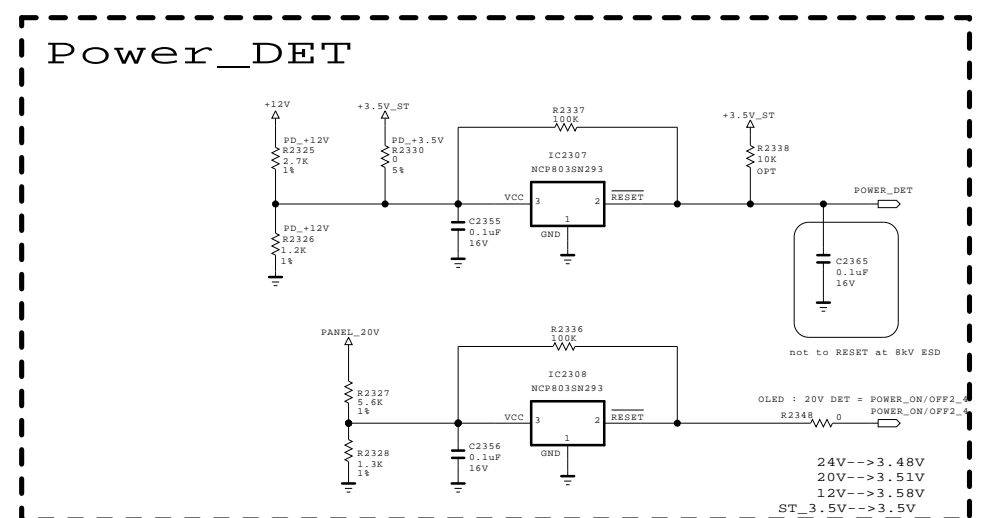 Power_DET
+12V
PD_+12V
R2325
2.7K
1%
PD_+12V
R2326
1.2K
1%
+3.5V_ST
PD_+3.5V
R2330
0
5%
R2337
100K
IC2307
NCP803SN293
VCC 3 2 RESET
1
GND
C2355
0.1uF
16V
+3.5V_ST
R2338
10K
OPT
POWER_DET
C2365
0.1uF
16V
not to RESET at 8kV ESD
PANEL_20V
R2327
5.6K
1%
R2328
1.3K
1%
R2336
100K
IC2308
NCP803SN293
VCC 3 2 RESET
1
GND
C2356
0.1uF
16V
OLED : 20V DET = POWER_ON/OFF2_4
POWER_ON/OFF2_4
R2348 0
24V-->3.48V
20V-->3.51V
12V-->3.58V
ST_3.5V-->3.5V